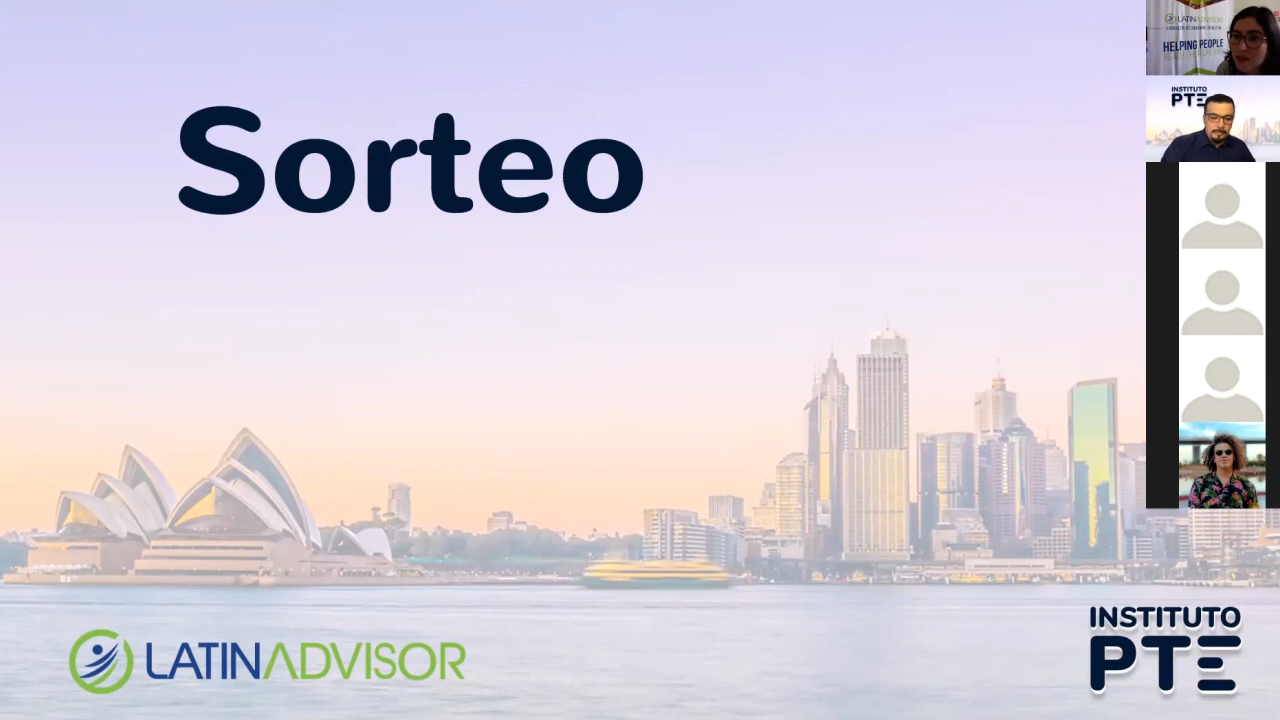 Sorteo
LATINADVISOR
INSTITUTO
PTE
LATINADVISOR
HELPING PEOPLE
INSTITUTO
PTE